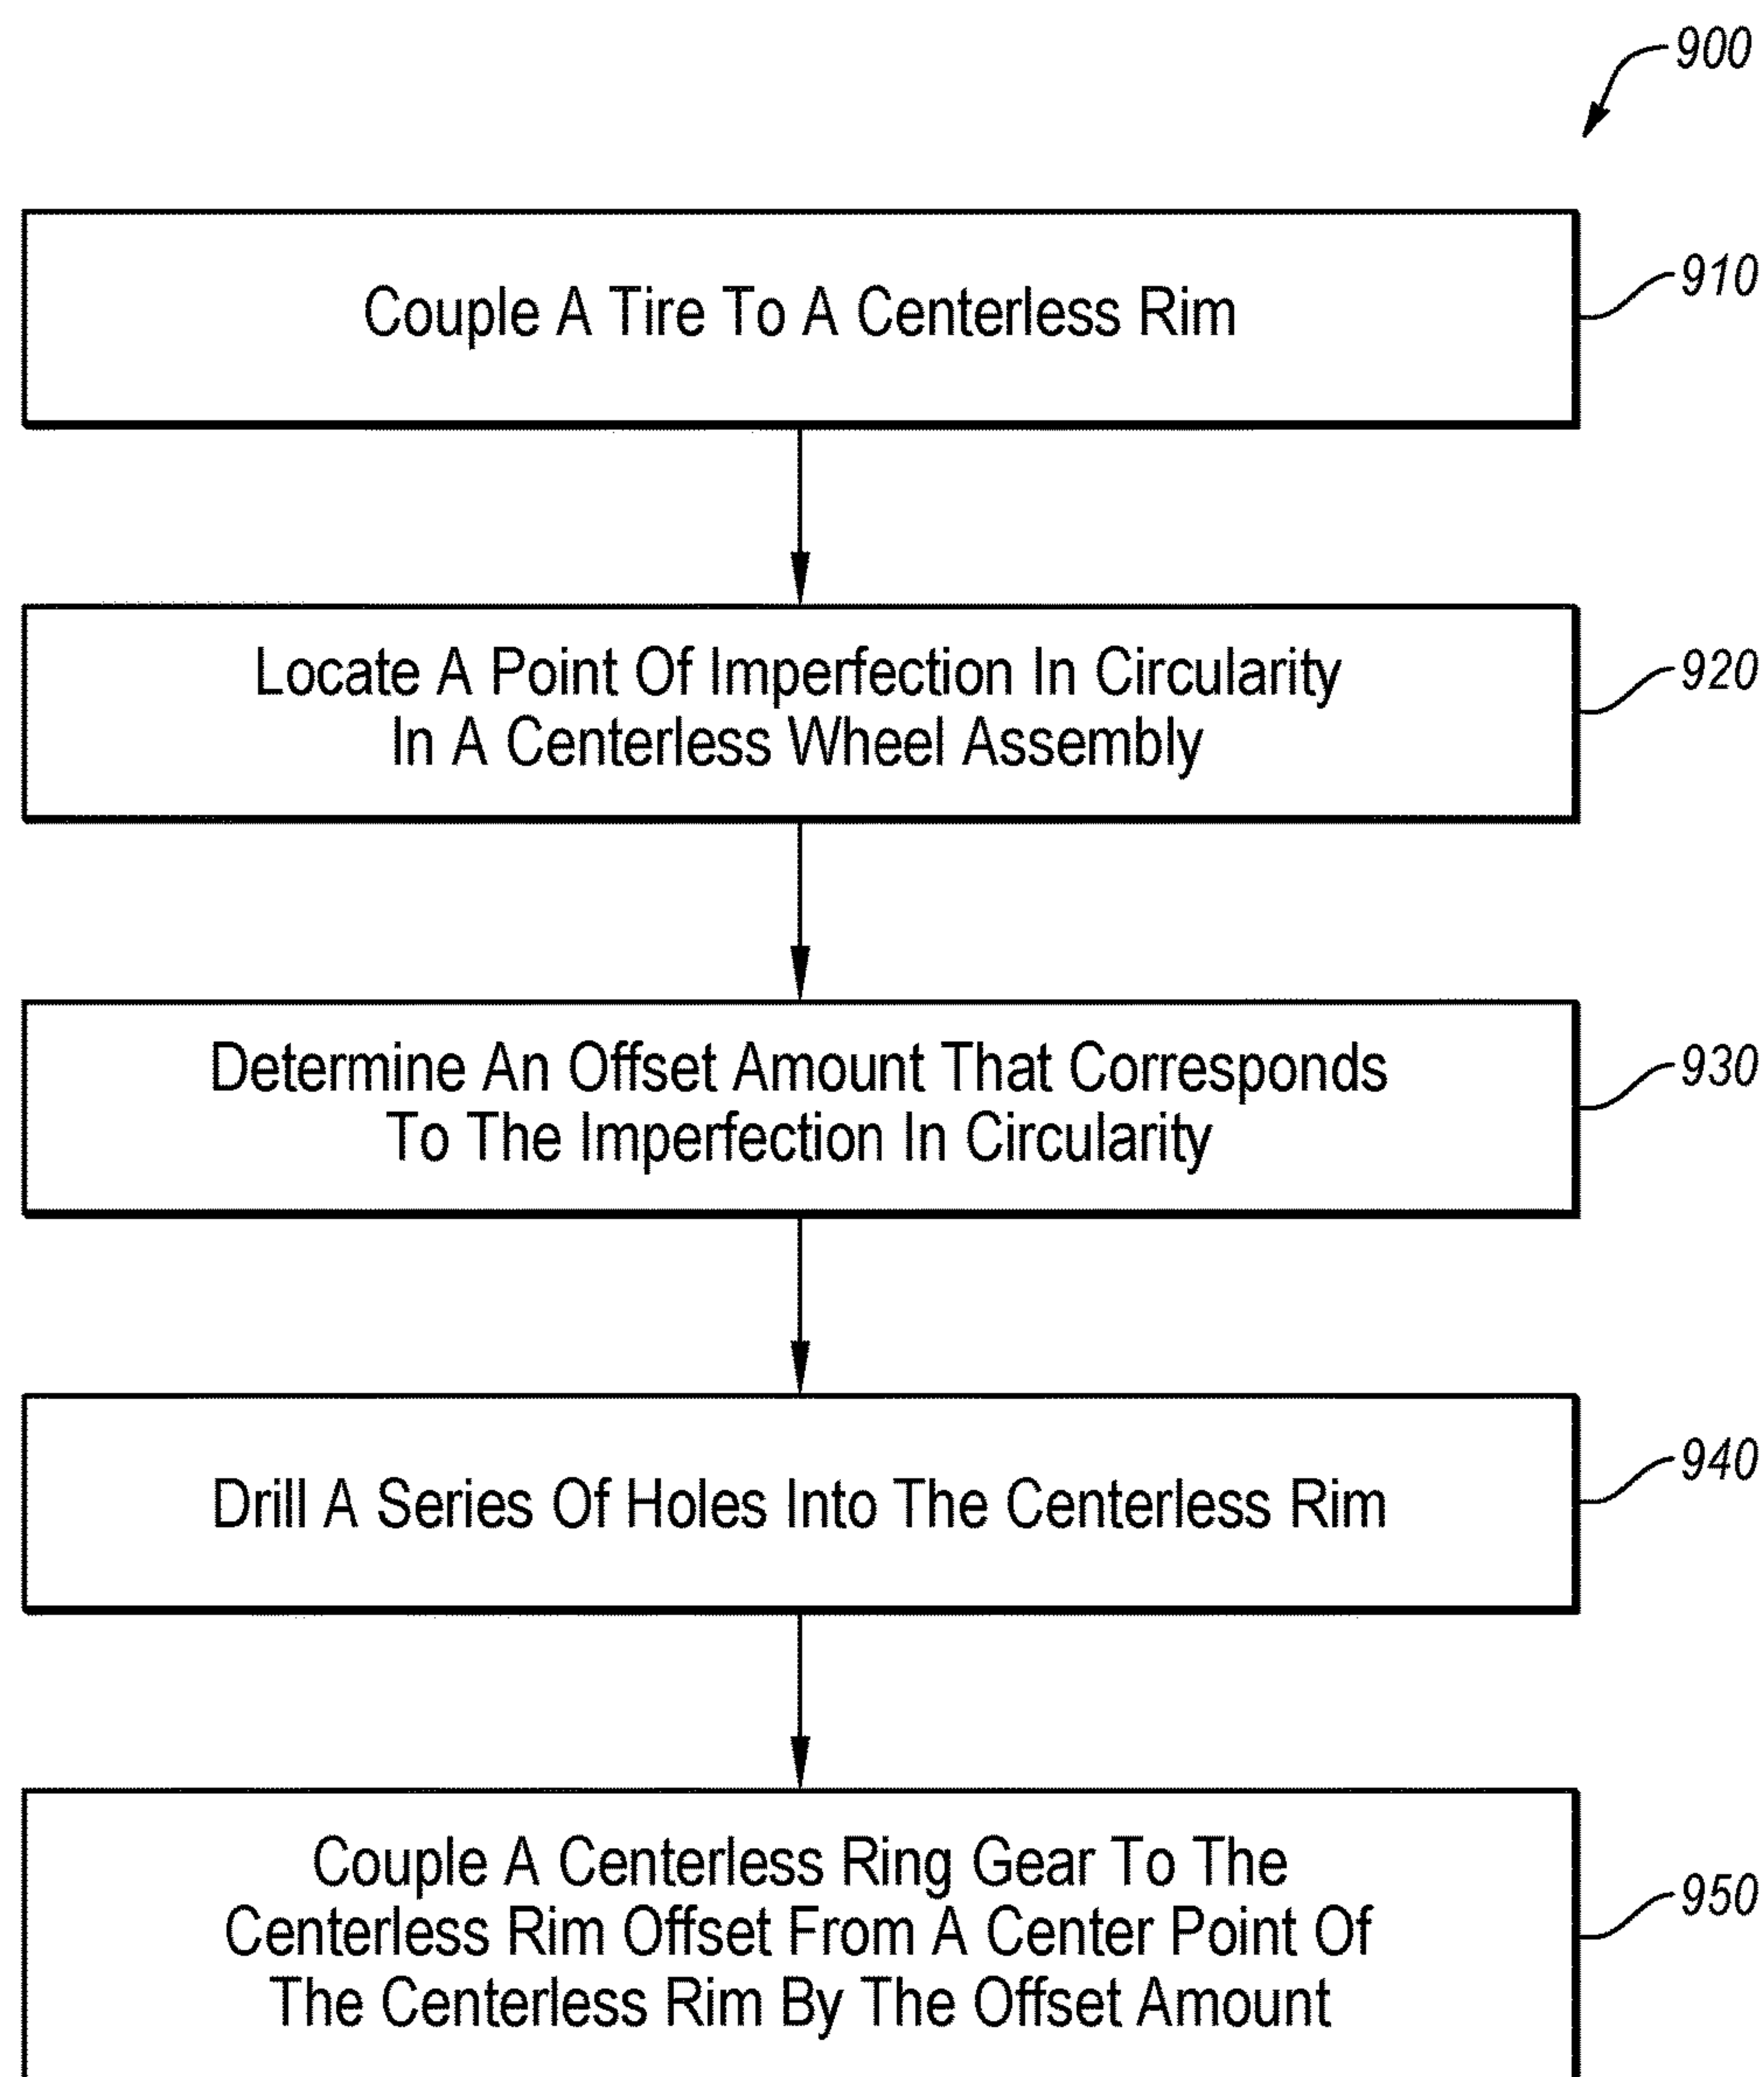 900
Couple A Tire To A Centerless Rim
910
Locate A Point Of Imperfection In Circularity
In A Centerless Wheel Assembly
920
Determine An Offset Amount That Corresponds
To The Imperfection In Circularity
930
Drill A Series Of Holes Into The Centerless Rim
940
Couple A Centerless Ring Gear To The
Centerless Rim Offset From A Center Point Of
The Centerless Rim By The Offset Amount
950